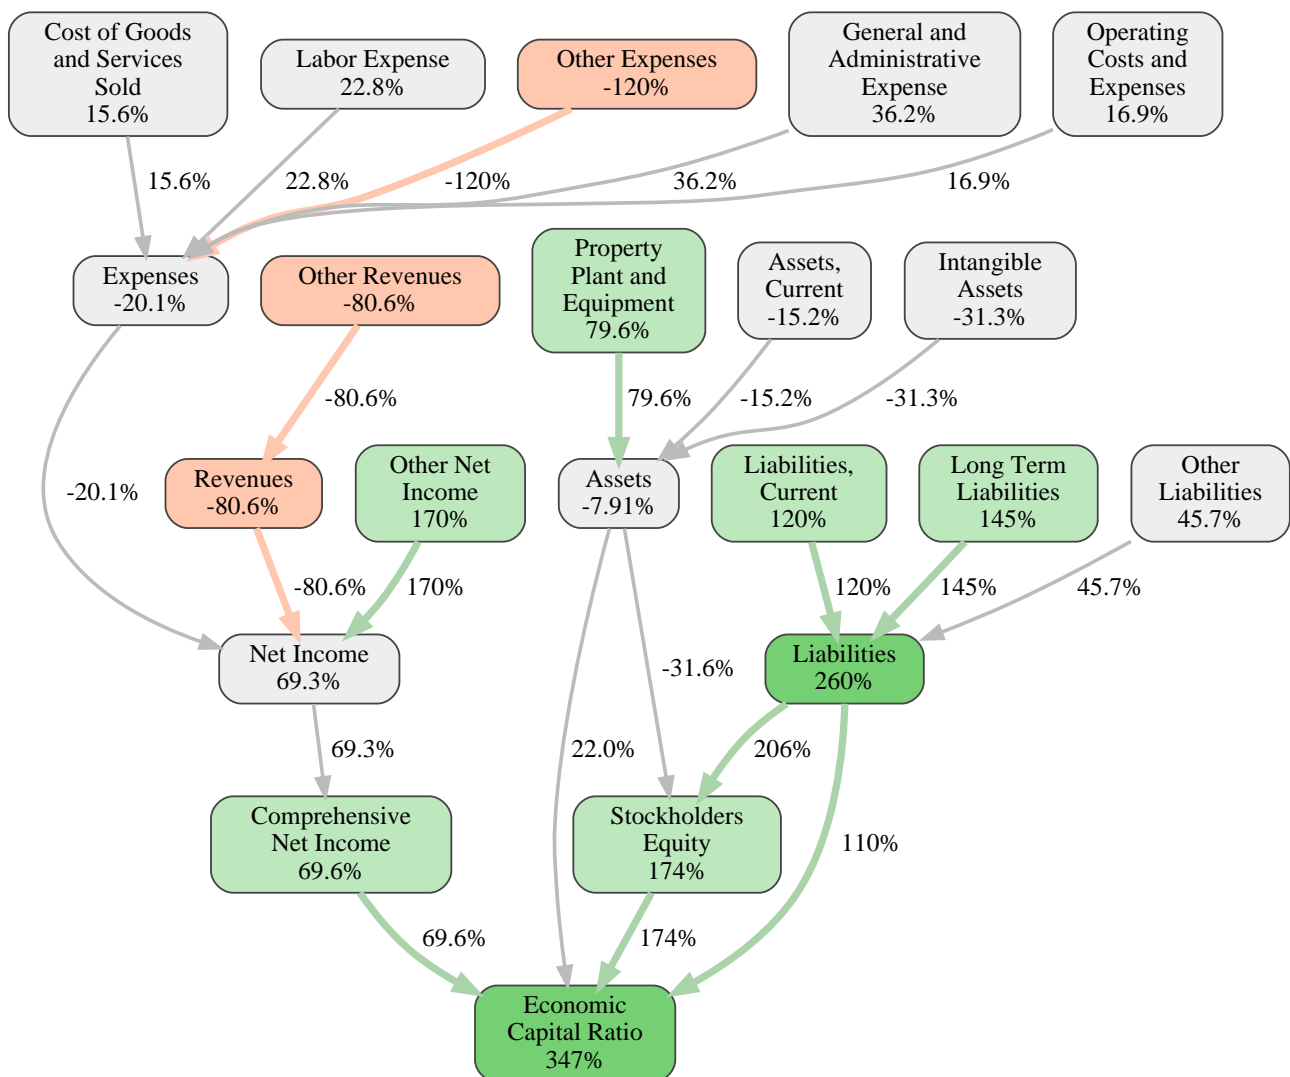 Cost of Goods
and Services
Sold
15.6%
Labor Expense
22.8%
Other Expenses
-120%
General and
Administrative
Expense
36.2%
Operating
Costs and
Expenses
16.9%
15.6%
22.8%
-120%
36.2%
16.9%
Expenses
-20.1%
Other Revenues
-80.6%
Property
Plant and
Equipment
79.6%
Assets,
Current
-15.2%
Intangible
Assets
-31.3%
-80.6%
79.6%
-15.2%
-31.3%
-20.1%
Revenues
-80.6%
Other Net
Income
170%
Assets
-7.91%
Liabilities,
Current
120%
Long Term
Liabilities
145%
Other
Liabilities
45.7%
-80.6%
170%
120%
145%
45.7%
Net Income
69.3%
-31.6%
Liabilities
260%
69.3%
22.0%
206%
Comprehensive
Net Income
69.6%
Stockholders
Equity
174%
110%
69.6%
174%
Economic
Capital Ratio
347%